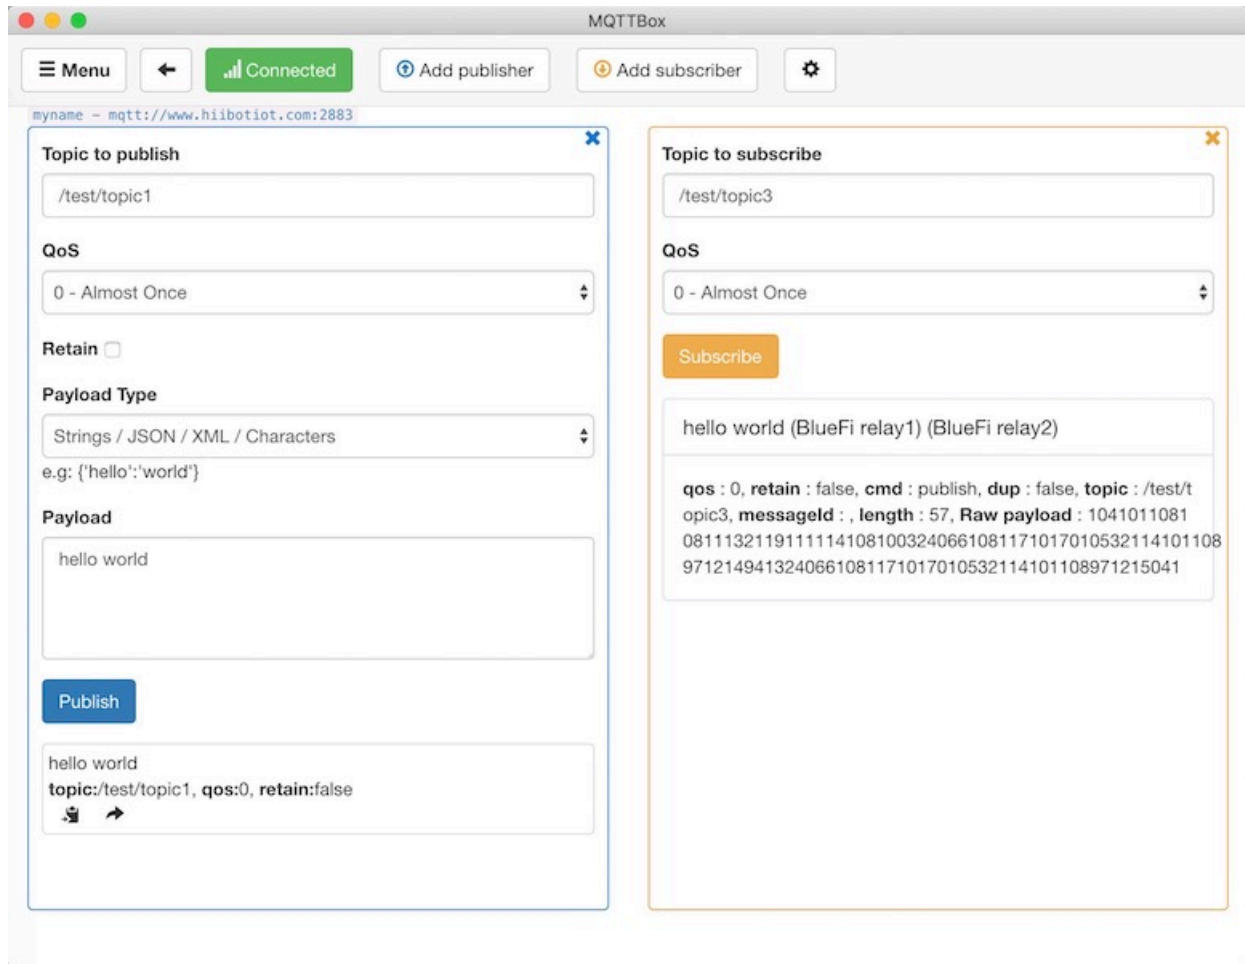 MQTTBox
Menu
Connected
Add publisher
Add subscriber
myname – mqtt://www.hiibotiot.com:2883
Topic to publish
/test/topic1
QoS
0 - Almost Once
Retain
Payload Type
Strings / JSON / XML / Characters
e.g: {'hello':'world'}
Payload
hello world
Publish
hello world
topic:/test/topic1, qos:0, retain:false
Topic to subscribe
/test/topic3
QoS
0 - Almost Once
Subscribe
hello world (BlueFi relay1) (BlueFi relay2)
qos : 0, retain : false, cmd : publish, dup : false, topic : /test/t
opic3, messageId : , length : 57, Raw payload : 1041011081
08111321191111141081003240661081171017010532114101108
971214941324066108117101701053211410110897121​5041